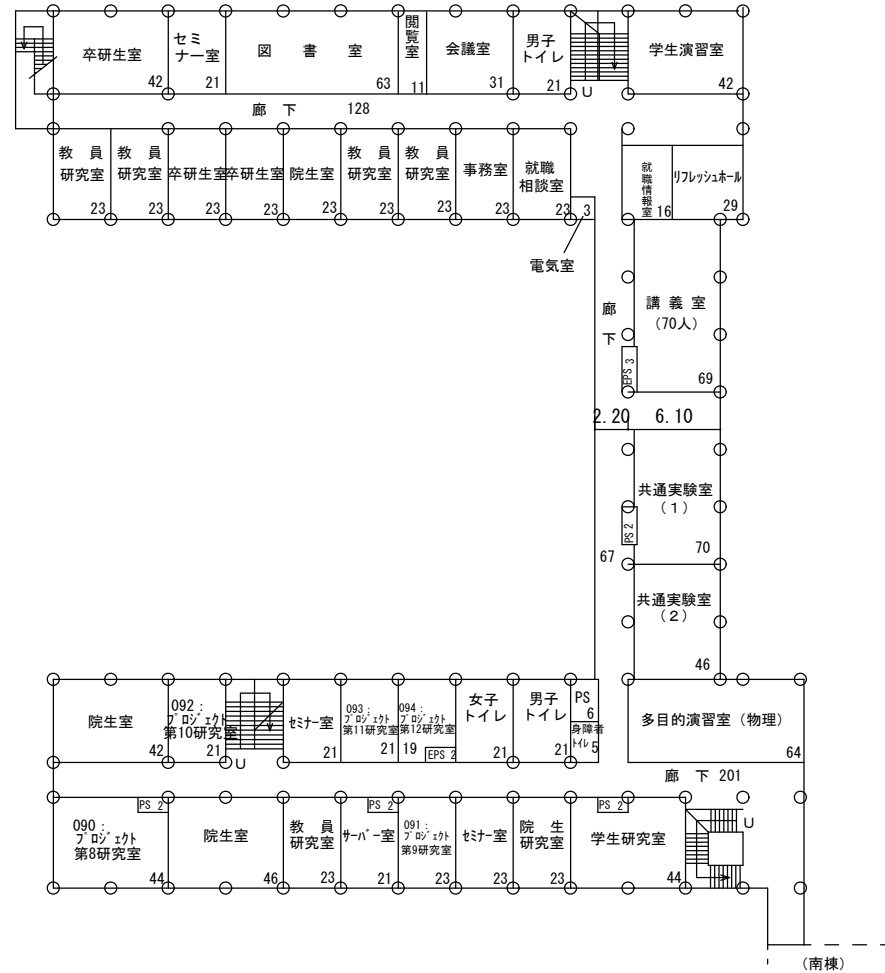 卒研生室
42
セミ
ナー室
21
図 書 室
63
閲覧室
11
会議室
31
男子
トイレ
21
U
学生演習室
42
廊 下 128
教 員
研究室
23
教 員
研究室
23
卒研生室
23
卒研生室
23
院生室
23
教 員
研究室
23
教 員
研究室
23
事務室
23
就職
相談室
23
3
電気室
就職情報室
16
リフレッシュホール
29
廊
下
講 義 室
(70人)
69
EPS 3
2.20
6.10
共通実験室
(1)
70
PS 2
67
共通実験室
(2)
46
院生室
42
092:
プロジェクト
第10研究室
21
U
セミナー室
21
093:
プロジェクト
第11研究室
21
094:
プロジェクト
第12研究室
19
EPS 2
女子
トイレ
21
男子
トイレ
21
PS
6
身障者
トイレ 5
多目的演習室(物理)
64
廊 下 201
PS 2
090:
プロジェクト
第8研究室
44
院生室
46
教 員
研究室
23
PS 2
サーバー室
21
091:
プロジェクト
第9研究室
23
セミナー室
23
院 生
研究室
23
PS 2
学生研究室
44
U
(南棟)